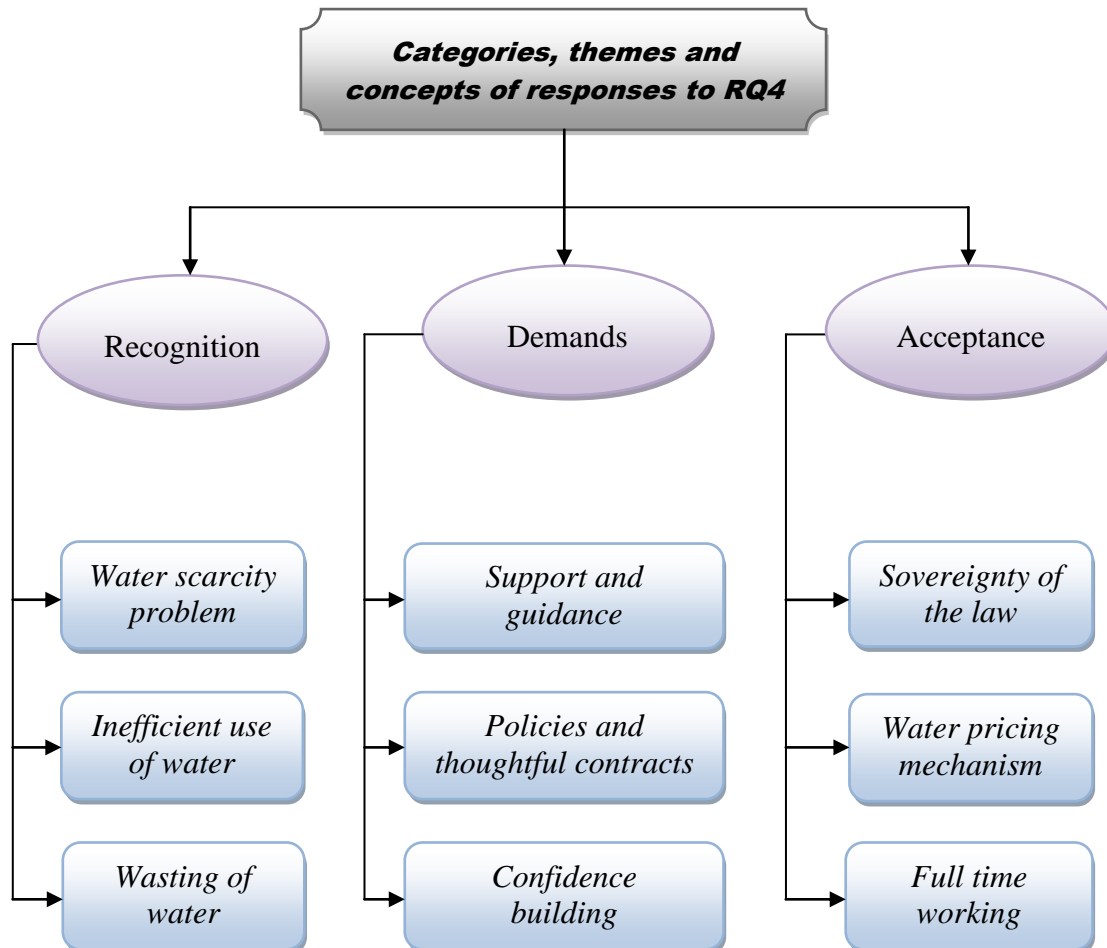 Categories, themes and
concepts of responses to RQ4
Recognition
Demands
Acceptance
Water scarcity
problem
Support and
guidance
Sovereignty of
the law
Inefficient use
of water
Policies and
thoughtful contracts
Water pricing
mechanism
Wasting of
water
Confidence
building
Full time
working